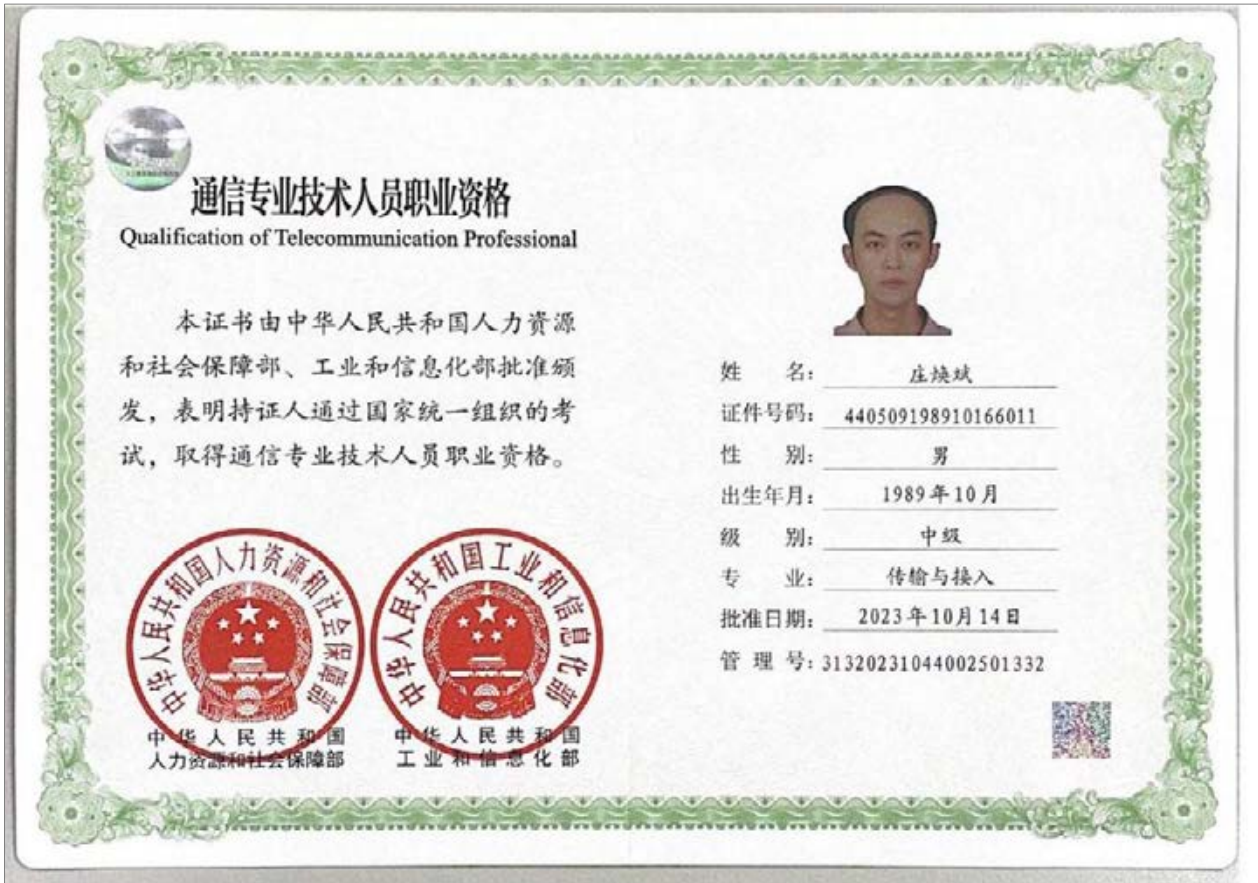 通信专业技术人员职业资格
Qualification of Telecommunication Professional
本证书由中华人民共和国人力资源
和社会保障部、工业和信息化部批准颁
发，表明持证人通过国家统一组织的考
试，取得通信专业技术人员职业资格。
中华人民共和国人力资源和社会保障部
中华人民共和国工业和信息化部
中华人民共和国
人力资源和社会保障部
中华人民共和国
工业和信息化部
姓 名： 庄焕斌
证件号码： 440509198910166011
性 别： 男
出生年月： 1989年10月
级 别： 中级
专 业： 传输与接入
批准日期： 2023年10月14日
管 理 号： 31320231044002501332